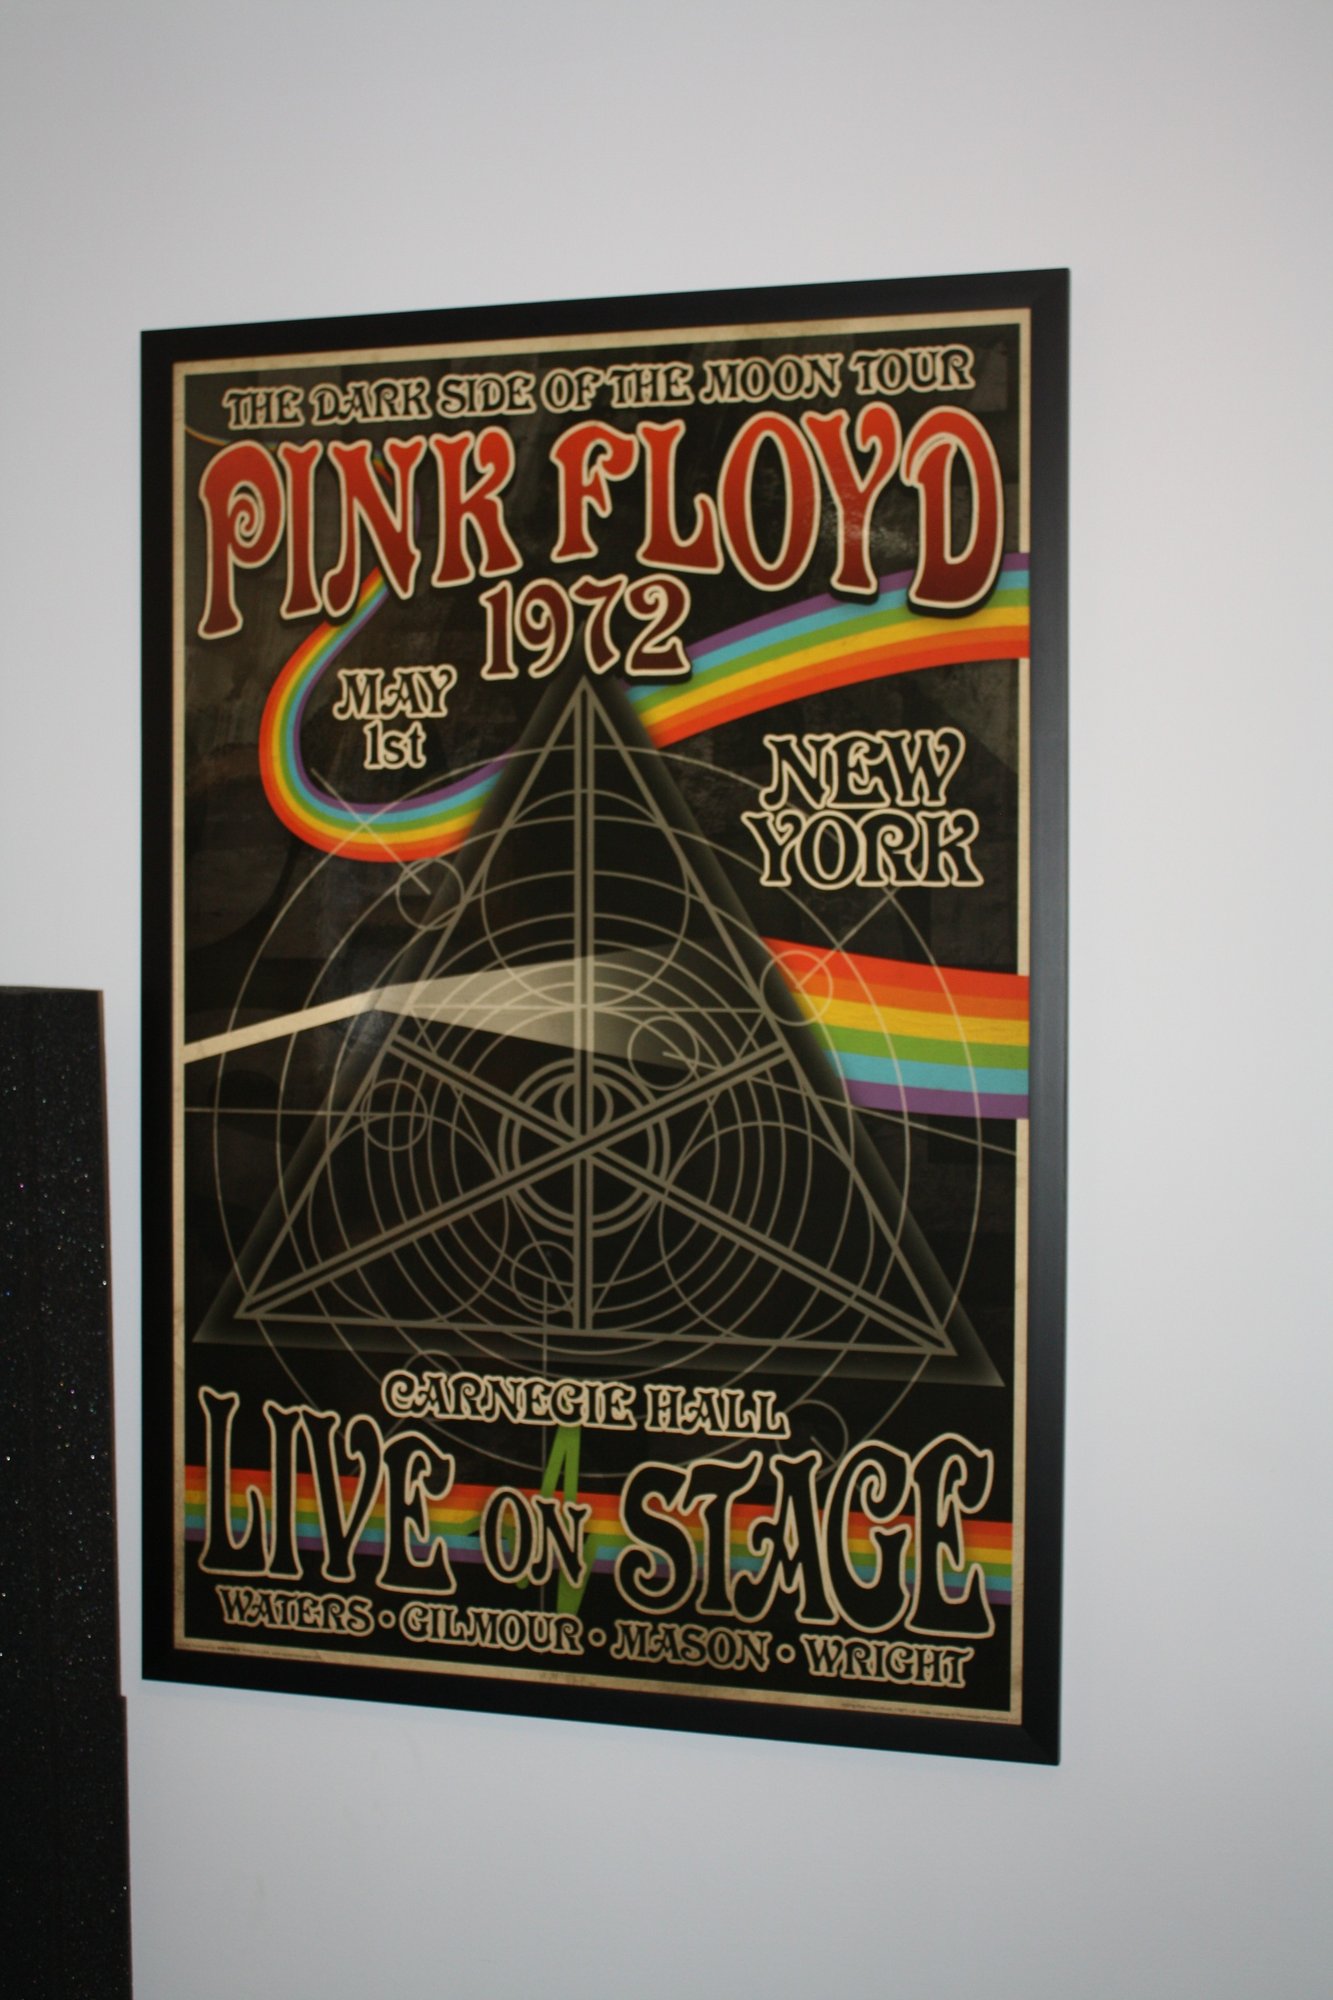 THE DARK SIDE OF THE MOON TOUR
PINK FLOYD
1972
MAY
1st
NEW
YORK
CARNEGIE HALL
LIVE ON STAGE
WATERS • GILMOUR • MASON • WRIGHT